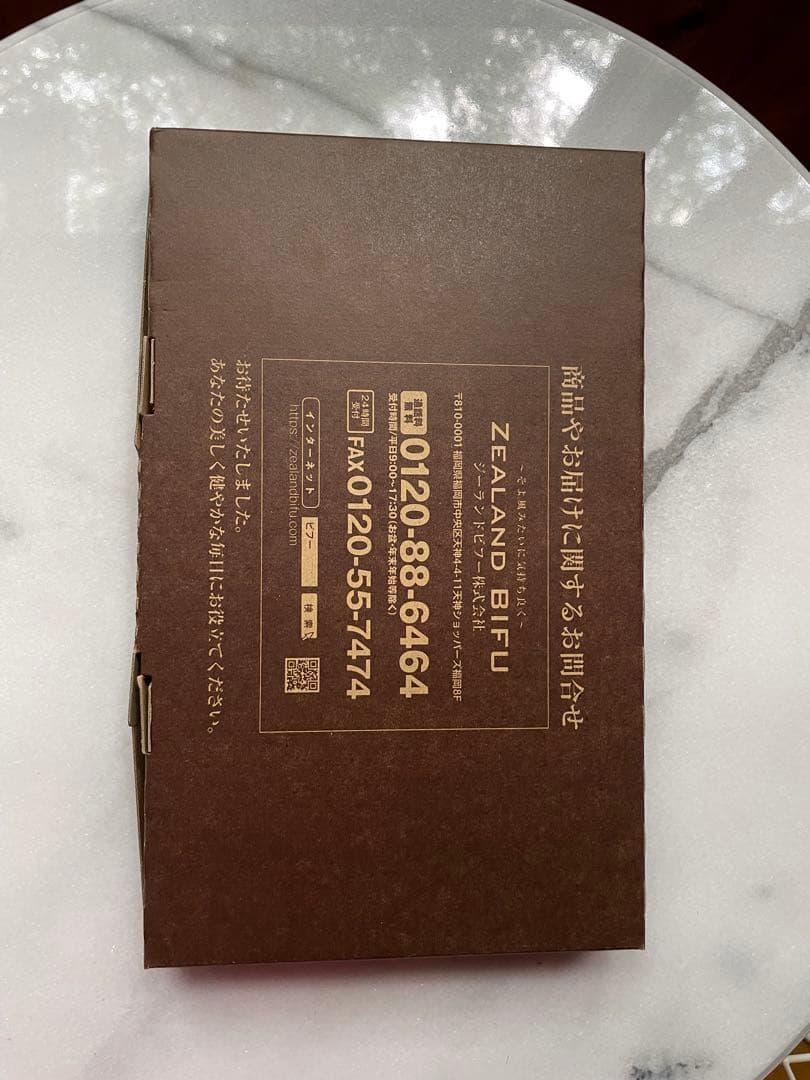 商品やお届けに関するお問合せ
～そよ風みたいに気持ち良く～
ZEALAND BIFU
ジーランドビフー株式会社
〒810-0001 福岡県福岡市中央区天神4-4-11天神ショッパーズ福岡8F
通話料無料 0120-88-6464
受付時間/平日9:00～17:30(お盆・年末年始等除く)
24時間受付 FAX 0120-55-7474
インターネット ビフー 検索
https://zealandbifu.com
お待たせいたしました。
あなたの美しく健やかな毎日にお役立てください。